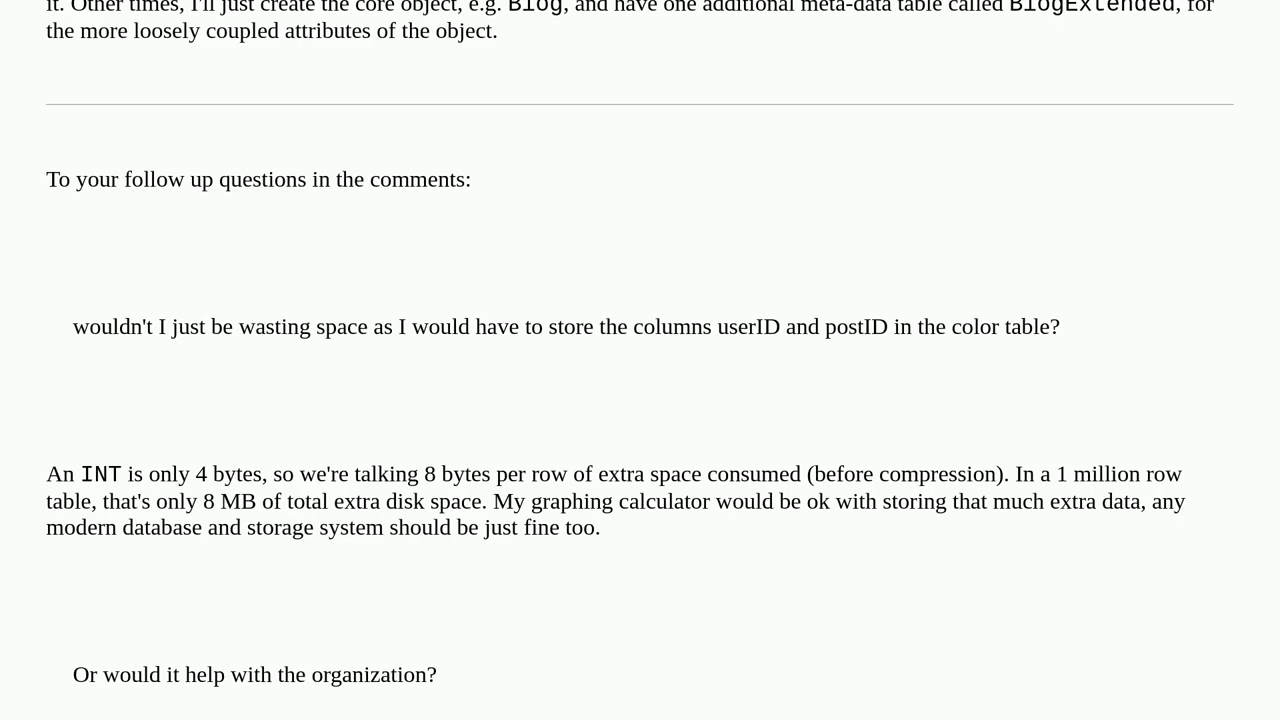 it. Other times, I'll just create the core object, e.g. Blog, and have one additional meta-data table called BlogExtended, for
the more loosely coupled attributes of the object.
To your follow up questions in the comments:
wouldn't I just be wasting space as I would have to store the columns userID and postID in the color table?
An INT is only 4 bytes, so we're talking 8 bytes per row of extra space consumed (before compression). In a 1 million row
table, that's only 8 MB of total extra disk space. My graphing calculator would be ok with storing that much extra data, any
modern database and storage system should be just fine too.
Or would it help with the organization?